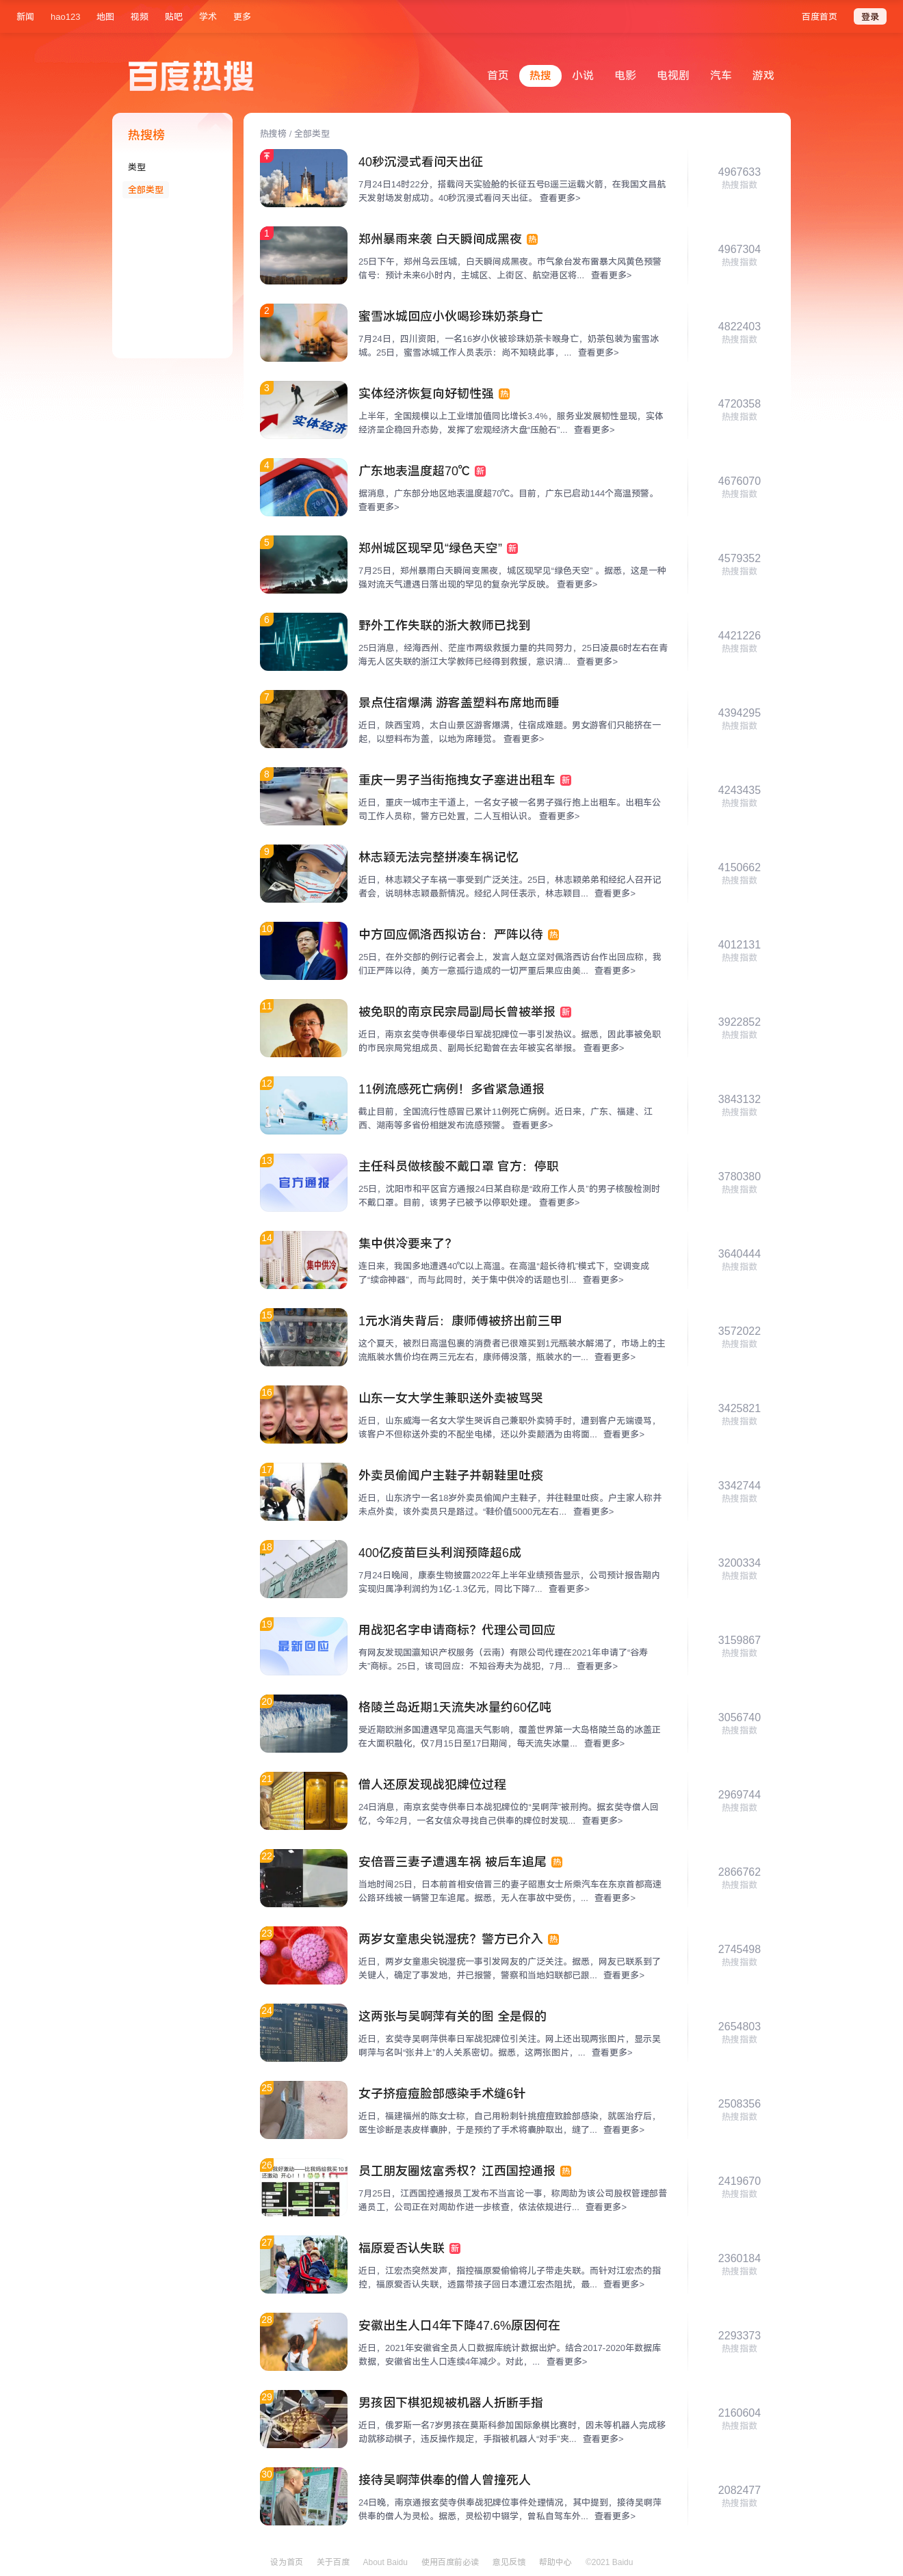 新闻 hao123 地图 视频 贴吧 学术 更多 百度首页 登录
百度热搜
首页 热搜 小说 电影 电视剧 汽车 游戏
热搜榜
类型
全部类型
热搜榜 / 全部类型
40秒沉浸式看问天出征
7月24日14时22分，搭载问天实验舱的长征五号B遥三运载火箭，在我国文昌航
天发射场发射成功。40秒沉浸式看问天出征。 查看更多>
4967633
热搜指数
1
郑州暴雨来袭 白天瞬间成黑夜 热
25日下午，郑州乌云压城，白天瞬间成黑夜。市气象台发布雷暴大风黄色预警
信号：预计未来6小时内，主城区、上街区、航空港区将... 查看更多>
4967304
热搜指数
2
蜜雪冰城回应小伙喝珍珠奶茶身亡
7月24日，四川资阳，一名16岁小伙被珍珠奶茶卡喉身亡，奶茶包装为蜜雪冰
城。25日，蜜雪冰城工作人员表示：尚不知晓此事，... 查看更多>
4822403
热搜指数
3
实体经济
实体经济恢复向好韧性强 热
上半年，全国规模以上工业增加值同比增长3.4%，服务业发展韧性显现，实体
经济呈企稳回升态势，发挥了宏观经济大盘“压舱石”... 查看更多>
4720358
热搜指数
4
广东地表温度超70℃ 新
据消息，广东部分地区地表温度超70℃。目前，广东已启动144个高温预警。
查看更多>
4676070
热搜指数
5
郑州城区现罕见“绿色天空” 新
7月25日，郑州暴雨白天瞬间变黑夜，城区现罕见“绿色天空” 。据悉，这是一种
强对流天气遭遇日落出现的罕见的复杂光学反映。 查看更多>
4579352
热搜指数
6
野外工作失联的浙大教师已找到
25日消息，经海西州、茫崖市两级救援力量的共同努力，25日凌晨6时左右在青
海无人区失联的浙江大学教师已经得到救援，意识清... 查看更多>
4421226
热搜指数
7
景点住宿爆满 游客盖塑料布席地而睡
近日，陕西宝鸡，太白山景区游客爆满，住宿成难题。男女游客们只能挤在一
起，以塑料布为盖，以地为席睡觉。 查看更多>
4394295
热搜指数
8
重庆一男子当街拖拽女子塞进出租车 新
近日，重庆一城市主干道上，一名女子被一名男子强行抱上出租车。出租车公
司工作人员称，警方已处置，二人互相认识。 查看更多>
4243435
热搜指数
9
林志颖无法完整拼凑车祸记忆
近日，林志颖父子车祸一事受到广泛关注。25日，林志颖弟弟和经纪人召开记
者会，说明林志颖最新情况。经纪人阿任表示，林志颖目... 查看更多>
4150662
热搜指数
10
中方回应佩洛西拟访台：严阵以待 热
25日，在外交部的例行记者会上，发言人赵立坚对佩洛西访台作出回应称，我
们正严阵以待，美方一意孤行造成的一切严重后果应由美... 查看更多>
4012131
热搜指数
11
被免职的南京民宗局副局长曾被举报 新
近日，南京玄奘寺供奉侵华日军战犯牌位一事引发热议。据悉，因此事被免职
的市民宗局党组成员、副局长纪勤曾在去年被实名举报。 查看更多>
3922852
热搜指数
12
11例流感死亡病例！多省紧急通报
截止目前，全国流行性感冒已累计11例死亡病例。近日来，广东、福建、江
西、湖南等多省份相继发布流感预警。 查看更多>
3843132
热搜指数
13
官方通报
主任科员做核酸不戴口罩 官方：停职
25日，沈阳市和平区官方通报24日某自称是“政府工作人员”的男子核酸检测时
不戴口罩。目前，该男子已被予以停职处理。 查看更多>
3780380
热搜指数
14
集中供冷
集中供冷要来了？
连日来，我国多地遭遇40℃以上高温。在高温“超长待机”模式下，空调变成
了“续命神器”，而与此同时，关于集中供冷的话题也引... 查看更多>
3640444
热搜指数
15
1元水消失背后：康师傅被挤出前三甲
这个夏天，被烈日高温包裹的消费者已很难买到1元瓶装水解渴了，市场上的主
流瓶装水售价均在两三元左右，康师傅没落，瓶装水的一... 查看更多>
3572022
热搜指数
16
山东一女大学生兼职送外卖被骂哭
近日，山东威海一名女大学生哭诉自己兼职外卖骑手时，遭到客户无端谩骂，
该客户不但称送外卖的不配坐电梯，还以外卖颠洒为由将面... 查看更多>
3425821
热搜指数
17
外卖员偷闻户主鞋子并朝鞋里吐痰
近日，山东济宁一名18岁外卖员偷闻户主鞋子，并往鞋里吐痰。户主家人称并
未点外卖，该外卖员只是路过。“鞋价值5000元左右... 查看更多>
3342744
热搜指数
18
400亿疫苗巨头利润预降超6成
7月24日晚间，康泰生物披露2022年上半年业绩预告显示，公司预计报告期内
实现归属净利润约为1亿-1.3亿元，同比下降7... 查看更多>
3200334
热搜指数
19
最新回应
用战犯名字申请商标？代理公司回应
有网友发现国瀛知识产权服务（云南）有限公司代理在2021年申请了“谷寿
夫”商标。25日，该司回应：不知谷寿夫为战犯，7月... 查看更多>
3159867
热搜指数
20
格陵兰岛近期1天流失冰量约60亿吨
受近期欧洲多国遭遇罕见高温天气影响，覆盖世界第一大岛格陵兰岛的冰盖正
在大面积融化，仅7月15日至17日期间，每天流失冰量... 查看更多>
3056740
热搜指数
21
僧人还原发现战犯牌位过程
24日消息，南京玄奘寺供奉日本战犯牌位的“吴啊萍”被刑拘。据玄奘寺僧人回
忆，今年2月，一名女信众寻找自己供奉的牌位时发现... 查看更多>
2969744
热搜指数
22
安倍晋三妻子遭遇车祸 被后车追尾 热
当地时间25日，日本前首相安倍晋三的妻子昭惠女士所乘汽车在东京首都高速
公路环线被一辆警卫车追尾。据悉，无人在事故中受伤，... 查看更多>
2866762
热搜指数
23
两岁女童患尖锐湿疣？警方已介入 热
近日，两岁女童患尖锐湿疣一事引发网友的广泛关注。据悉，网友已联系到了
关键人，确定了事发地，并已报警，警察和当地妇联都已跟... 查看更多>
2745498
热搜指数
24
这两张与吴啊萍有关的图 全是假的
近日，玄奘寺吴啊萍供奉日军战犯牌位引关注。网上还出现两张图片，显示吴
啊萍与名叫“张井上”的人关系密切。据悉，这两张图片，... 查看更多>
2654803
热搜指数
25
女子挤痘痘脸部感染手术缝6针
近日，福建福州的陈女士称，自己用粉刺针挑痘痘致脸部感染，就医治疗后，
医生诊断是表皮样囊肿，于是预约了手术将囊肿取出，缝了... 查看更多>
2508356
热搜指数
26
员工朋友圈炫富秀权？江西国控通报 热
7月25日，江西国控通报员工发布不当言论一事，称周劼为该公司股权管理部普
通员工，公司正在对周劼作进一步核查，依法依规进行... 查看更多>
2419670
热搜指数
27
福原爱否认失联 新
近日，江宏杰突然发声，指控福原爱偷偷将儿子带走失联。而针对江宏杰的指
控，福原爱否认失联，透露带孩子回日本遭江宏杰阻扰，最... 查看更多>
2360184
热搜指数
28
安徽出生人口4年下降47.6%原因何在
近日，2021年安徽省全员人口数据库统计数据出炉。结合2017-2020年数据库
数据，安徽省出生人口连续4年减少。对此，... 查看更多>
2293373
热搜指数
29
男孩因下棋犯规被机器人折断手指
近日，俄罗斯一名7岁男孩在莫斯科参加国际象棋比赛时，因未等机器人完成移
动就移动棋子，违反操作规定，手指被机器人“对手”夹... 查看更多>
2160604
热搜指数
30
接待吴啊萍供奉的僧人曾撞死人
24日晚，南京通报玄奘寺供奉战犯牌位事件处理情况，其中提到，接待吴啊萍
供奉的僧人为灵松。据悉，灵松初中辍学，曾私自驾车外... 查看更多>
2082477
热搜指数
设为首页 关于百度 About Baidu 使用百度前必读 意见反馈 帮助中心 ©2021 Baidu